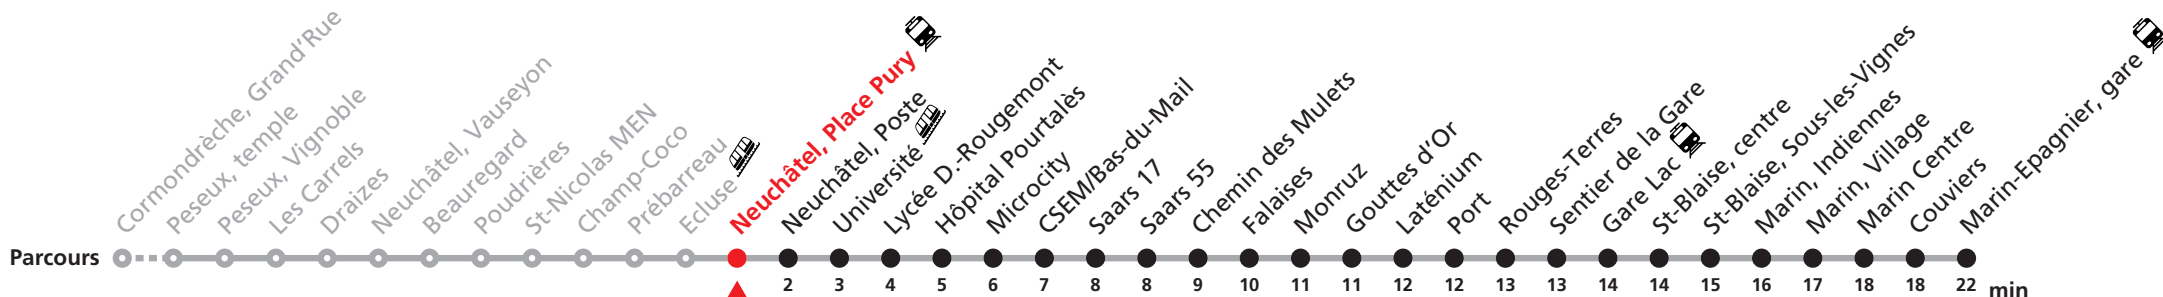 Cormondrèche, Grand'Rue
Peseux, temple
Peseux, Vignoble
Les Carrels
Draizes
Neuchâtel, Vauseyon
Beauregard
Poudrières
St-Nicolas MEN
Champ-Coco
Prébarreau
Ecluse
Neuchâtel, Place Pury
Neuchâtel, Poste
Université
Lycée D.-Rougemont
Hôpital Pourtalès
Microcity
CSEM/Bas-du-Mail
Saars 17
Saars 55
Chemin des Mulets
Falaises
Monruz
Gouttes d'Or
Laténium
Port
Rouges-Terres
Sentier de la Gare
Gare Lac
St-Blaise, centre
St-Blaise, Sous-les-Vignes
Marin, Indiennes
Marin, Village
Marin Centre
Couviers
Marin-Epagnier, gare
Parcours
2 3 4 5 6 7 8 8 9 10 11 11 12 12 13 13 14 14 15 16 17 18 18 22 min